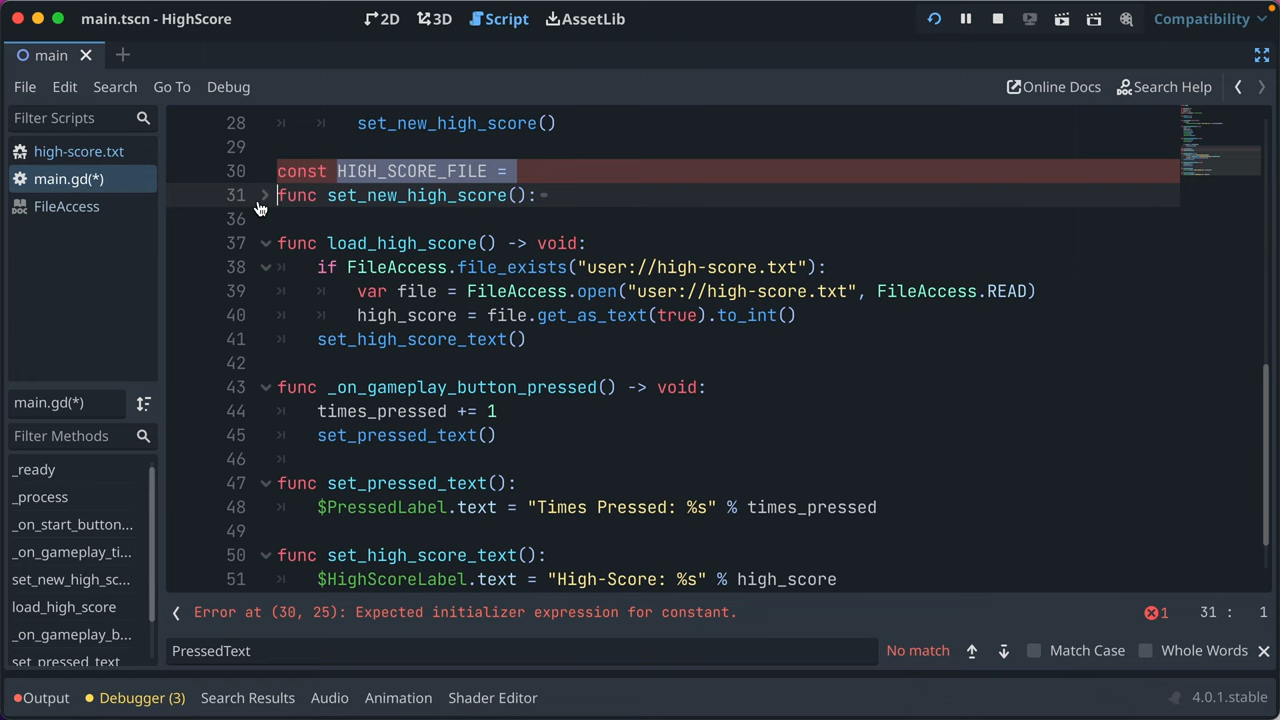 main.tscn - HighScore
2D 3D Script AssetLib
Compatibility
main
File Edit Search Go To Debug
Online Docs Search Help
Filter Scripts
high-score.txt
main.gd(*)
FileAccess
main.gd(*)
Filter Methods
_ready
_process
_on_start_button...
_on_gameplay_ti...
set_new_high_sc...
load_high_score
_on_gameplay_b...
set_pressed_text
28 set_new_high_score()
29
30 const HIGH_SCORE_FILE =
31 func set_new_high_score():
36
37 func load_high_score() -> void:
38 if FileAccess.file_exists("user://high-score.txt"):
39 var file = FileAccess.open("user://high-score.txt", FileAccess.READ)
40 high_score = file.get_as_text(true).to_int()
41 set_high_score_text()
42
43 func _on_gameplay_button_pressed() -> void:
44 times_pressed += 1
45 set_pressed_text()
46
47 func set_pressed_text():
48 $PressedLabel.text = "Times Pressed: %s" % times_pressed
49
50 func set_high_score_text():
51 $HighScoreLabel.text = "High-Score: %s" % high_score
Error at (30, 25): Expected initializer expression for constant.
1 31 : 1
PressedText
No match Match Case Whole Words
Output Debugger (3) Search Results Audio Animation Shader Editor
4.0.1.stable